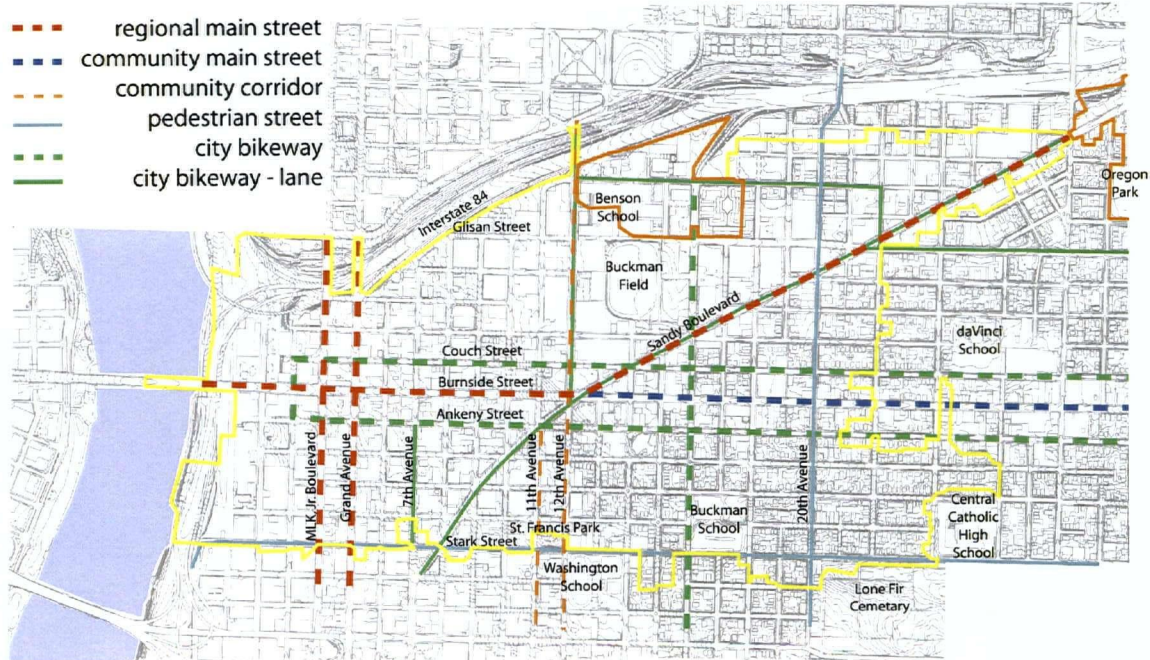 regional main street
community main street
community corridor
pedestrian street
city bikeway
city bikeway - lane
Interstate 84
Glisan Street
Benson
School
Oregon
Park
Buckman
Field
Sandy Boulevard
daVinci
School
Couch Street
Burnside Street
Ankeny Street
MLK Jr. Boulevard
Grand Avenue
7th Avenue
11th Avenue
12th Avenue
20th Avenue
St. Francis Park
Stark Street
Buckman
School
Central
Catholic
High
School
Washington
School
Lone Fir
Cemetary